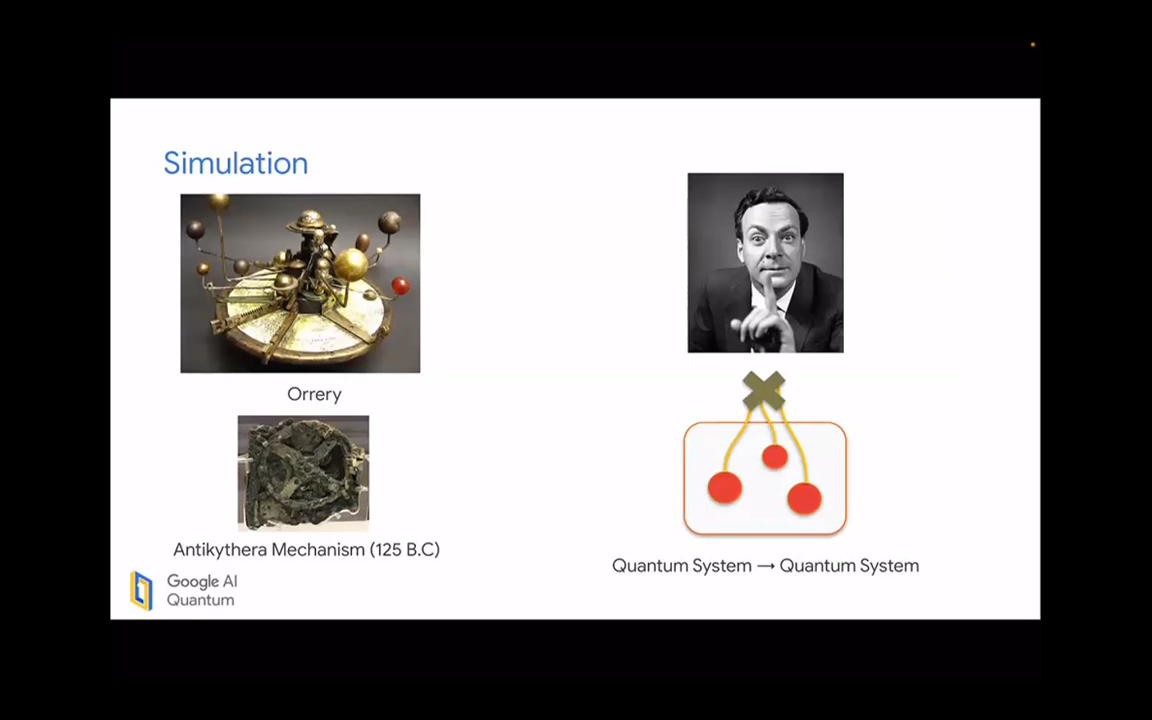 Simulation
Orrery
Antikythera Mechanism (125 B.C)
Quantum System → Quantum System
Google AI
Quantum